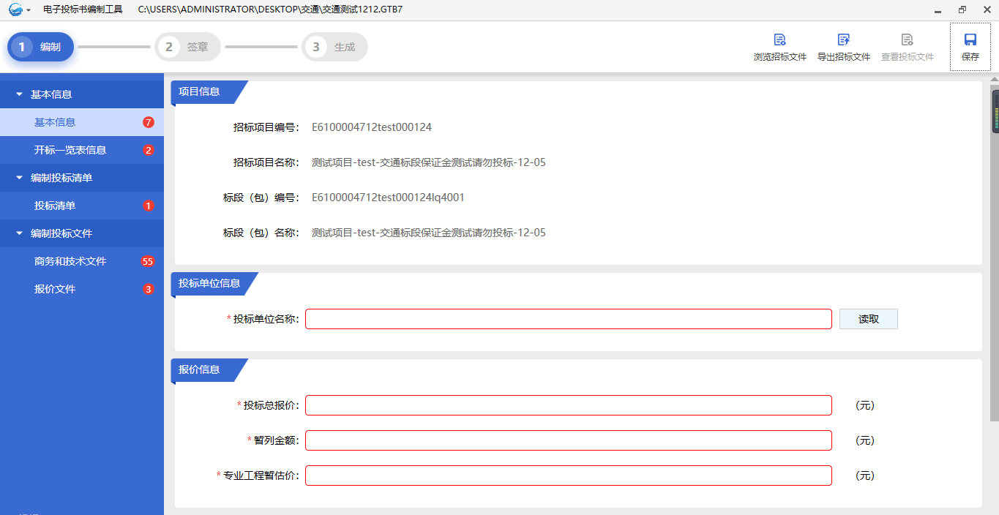 电子投标书编制工具 C:\USERS\ADMINISTRATOR\DESKTOP\交通\交通测试1212.GTB7
1 编制 2 签章 3 生成 浏览招标文件 导出招标文件 查看投标文件 保存
基本信息
基本信息 7
开标一览表信息 2
编制投标清单
投标清单 1
编制投标文件
商务和技术文件 55
报价文件 3
项目信息
招标项目编号： E6100004712test000124
招标项目名称： 测试项目-test-交通标段保证金测试请勿投标-12-05
标段（包）编号： E6100004712test000124lq4001
标段（包）名称： 测试项目-test-交通标段保证金测试请勿投标-12-05
投标单位信息
*投标单位名称： 读取
报价信息
*投标总报价： （元）
*暂列金额： （元）
*专业工程暂估价： （元）